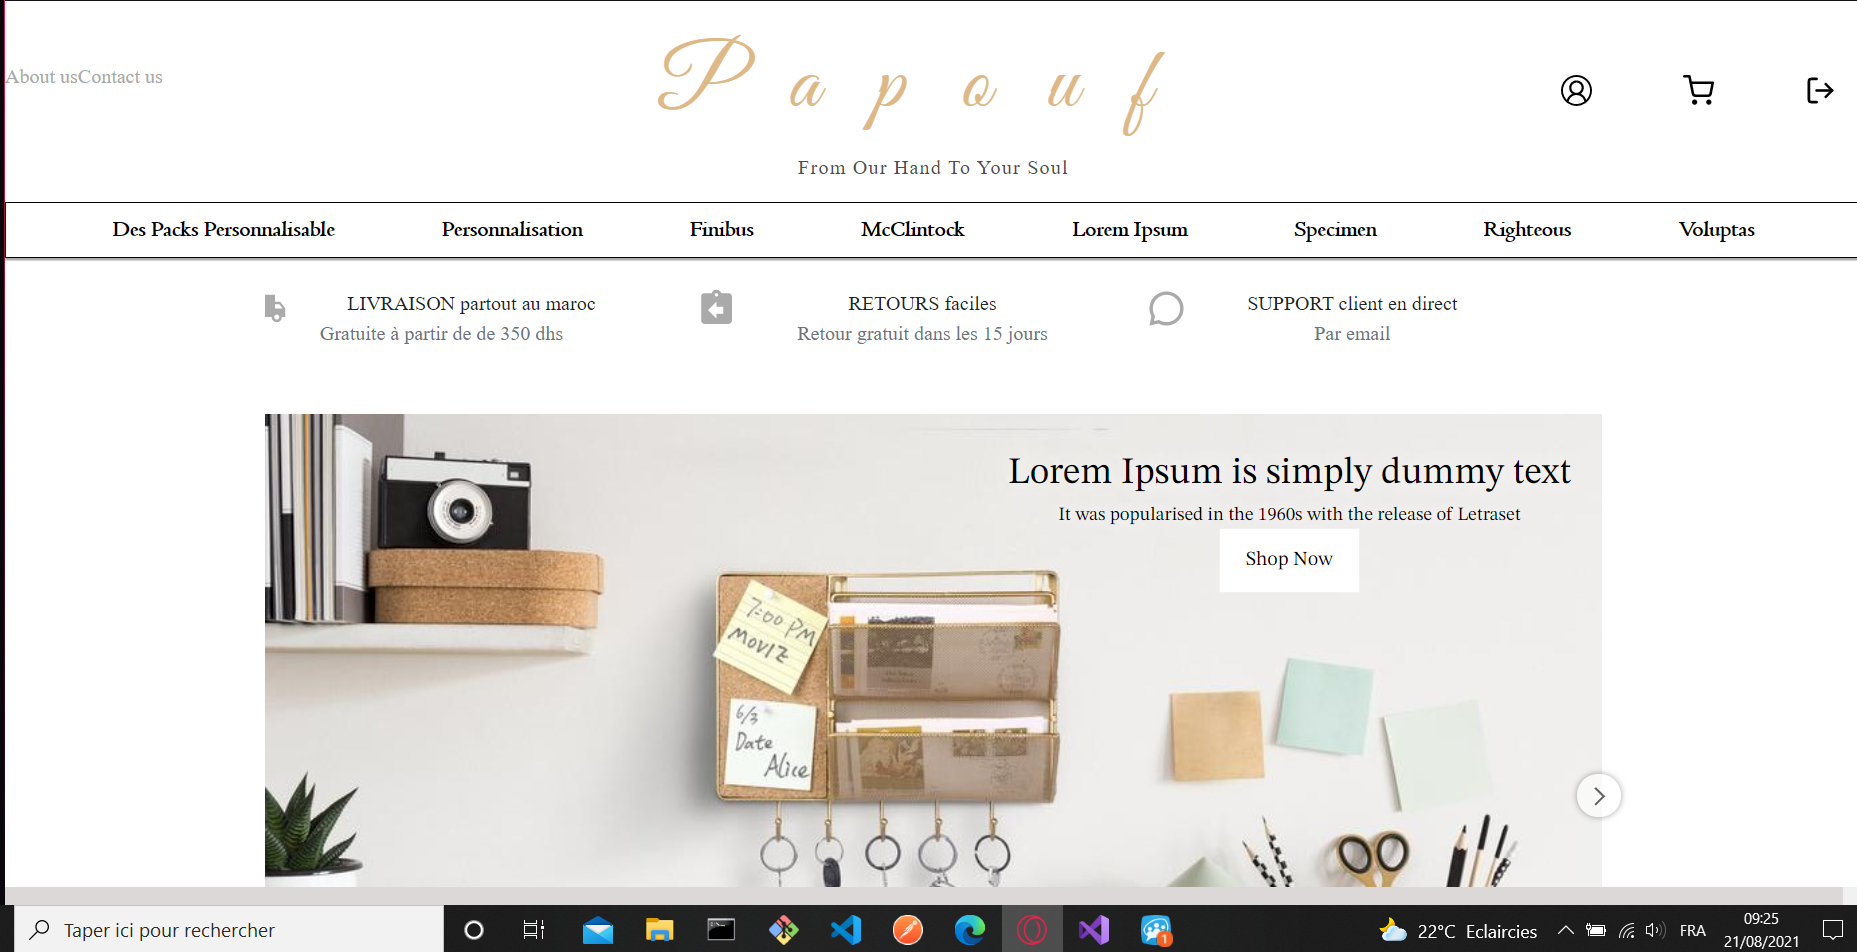 About usContact us
Papouf
From Our Hand To Your Soul
Des Packs Personnalisable Personnalisation Finibus McClintock Lorem Ipsum Specimen Righteous Voluptas
LIVRAISON partout au maroc
Gratuite à partir de de 350 dhs
RETOURS faciles
Retour gratuit dans les 15 jours
SUPPORT client en direct
Par email
Lorem Ipsum is simply dummy text
It was popularised in the 1960s with the release of Letraset
Shop Now
7:00 PM
MOVIE
6/3
Date
Alice
Taper ici pour rechercher
1
22°C Eclaircies
FRA
09:25
21/08/2021